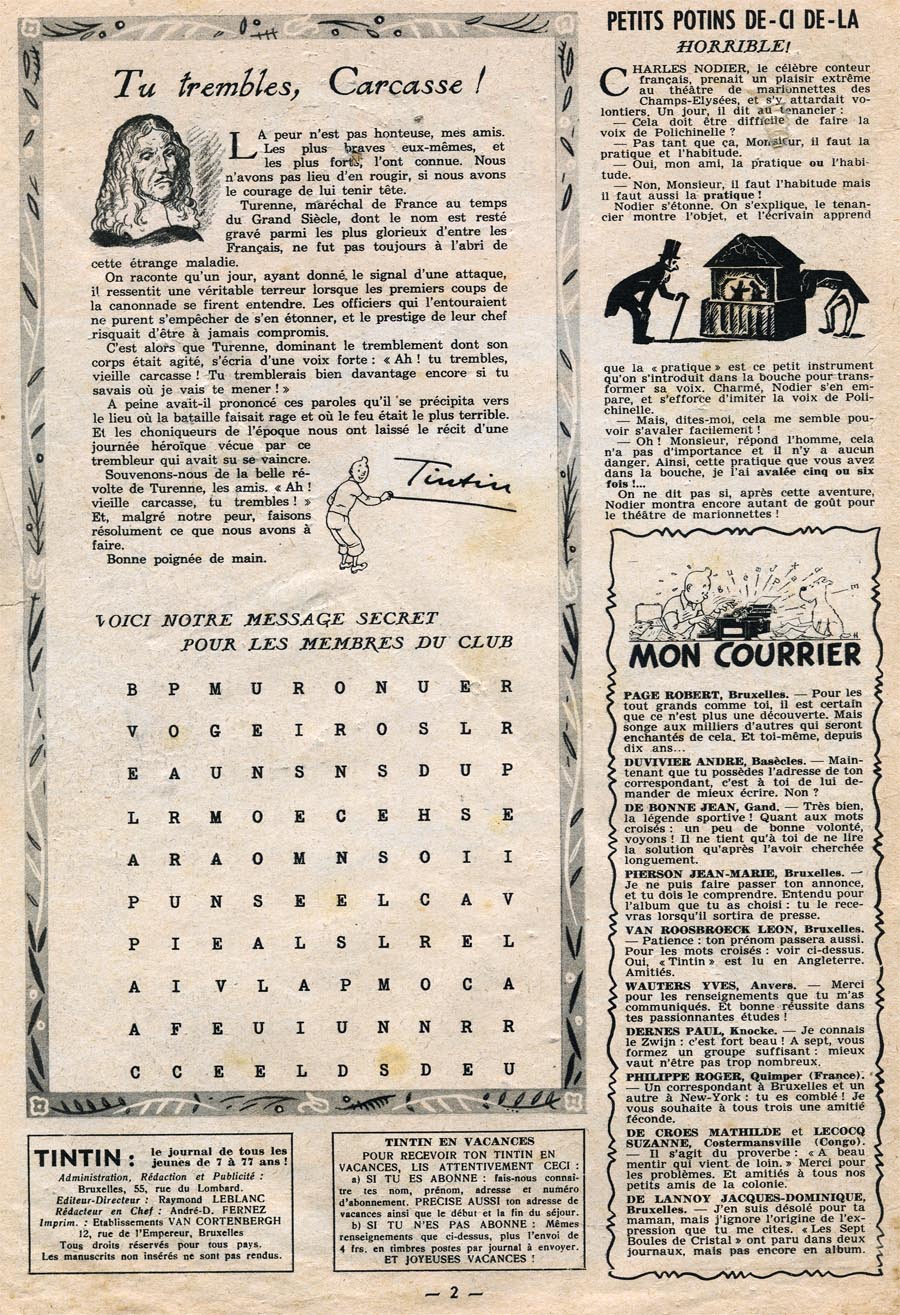 Tu trembles, Carcasse !
LA peur n'est pas honteuse, mes amis.
Les plus braves eux-mêmes, et
les plus forts, l'ont connue. Nous
n'avons pas lieu d'en rougir, si nous avons
le courage de lui tenir tête.
Turenne, maréchal de France au temps
du Grand Siècle, dont le nom est resté
gravé parmi les plus glorieux d'entre les
Français, ne fut pas toujours à l'abri de
cette étrange maladie.
On raconte qu'un jour, ayant donné le signal d'une attaque,
il ressentit une véritable terreur lorsque les premiers coups de
la canonnade se firent entendre. Les officiers qui l'entouraient
ne purent s'empêcher de s'en étonner, et le prestige de leur chef
risquait d'être à jamais compromis.
C'est alors que Turenne, dominant le tremblement dont son
corps était agité, s'écria d'une voix forte : « Ah ! tu trembles,
vieille carcasse ! Tu tremblerais bien davantage encore si tu
savais où je vais te mener ! »
A peine avait-il prononcé ces paroles qu'il se précipita vers
le lieu où la bataille faisait rage et où le feu était le plus terrible.
Et les choniqueurs de l'époque nous ont laissé le récit d'une
journée héroïque vécue par ce
trembleur qui avait su se vaincre.
Souvenons-nous de la belle ré-
volte de Turenne, les amis. « Ah !
vieille carcasse, tu trembles ! »
Et, malgré notre peur, faisons
résolument ce que nous avons à
faire.
Bonne poignée de main.
Tintin
VOICI NOTRE MESSAGE SECRET
POUR LES MEMBRES DU CLUB
B P M U R O N U E R
V O G E I R O S L R
E A U N S N S D U P
L R M O E C E H S E
A R A O M N S O I I
P U N S E E L C A V
P I E A L S L R E L
A I V L A P M O C A
A F E U I U N N R R
C C E E L D S D E U
TINTIN : le journal de tous les
jeunes de 7 à 77 ans !
Administration, Rédaction et Publicité :
Bruxelles, 55, rue du Lombard.
Editeur-Directeur : Raymond LEBLANC
Rédacteur en Chef : André-D. FERNEZ
Imprim. : Etablissements VAN CORTENBERGH
12, rue de l'Empereur, Bruxelles
Tous droits réservés pour tous pays.
Les manuscrits non insérés ne sont pas rendus.
TINTIN EN VACANCES
POUR RECEVOIR TON TINTIN EN
VACANCES, LIS ATTENTIVEMENT CECI :
a) SI TU ES ABONNE : fais-nous connaî-
tre tes nom, prénom, adresse et numéro
d'abonnement. PRECISE AUSSI ton adresse de
vacances ainsi que le début et la fin du séjour.
b) SI TU N'ES PAS ABONNE : Mêmes
renseignements que ci-dessus, plus l'envoi de
4 frs. en timbres postes par journal à envoyer.
ET JOYEUSES VACANCES !
PETITS POTINS DE-CI DE-LA
HORRIBLE!
CHARLES NODIER, le célèbre conteur
français, prenait un plaisir extrême
au théâtre de marionnettes des
Champs-Elysées, et s'y attardait vo-
lontiers. Un jour, il dit au tenancier :
— Cela doit être difficile de faire la
voix de Polichinelle ?
— Pas tant que ça, Monsieur, il faut la
pratique et l'habitude.
— Oui, mon ami, la pratique ou l'habi-
tude.
— Non, Monsieur, il faut l'habitude mais
il faut aussi la pratique !
Nodier s'étonne. On s'explique, le tenan-
cier montre l'objet, et l'écrivain apprend
que la « pratique » est ce petit instrument
qu'on s'introduit dans la bouche pour trans-
former sa voix. Charmé, Nodier s'en em-
pare, et s'efforce d'imiter la voix de Poli-
chinelle.
— Mais, dites-moi, cela me semble pou-
voir s'avaler facilement !
— Oh ! Monsieur, répond l'homme, cela
n'a pas d'importance et il n'y a aucun
danger. Ainsi, cette pratique que vous avez
dans la bouche, je l'ai avalée cinq ou six
fois !...
On ne dit pas si, après cette aventure,
Nodier montra encore autant de goût pour
le théâtre de marionnettes !
MON COURRIER
PAGE ROBERT, Bruxelles. — Pour les
tout grands comme toi, il est certain
que ce n'est plus une découverte. Mais
songe aux milliers d'autres qui seront
enchantés de cela. Et toi-même, depuis
dix ans...
DUVIVIER ANDRE, Basècles. — Main-
tenant que tu possèdes l'adresse de ton
correspondant, c'est à toi de lui de-
mander de mieux écrire. Non ?
DE BONNE JEAN, Gand. — Très bien,
la légende sportive ! Quant aux mots
croisés : un peu de bonne volonté,
voyons ! Il ne tient qu'à toi de ne lire
la solution qu'après l'avoir cherchée
longuement.
PIERSON JEAN-MARIE, Bruxelles. —
Je ne puis faire passer ton annonce,
et tu dois le comprendre. Entendu pour
l'album que tu as choisi : tu le rece-
vras lorsqu'il sortira de presse.
VAN ROOSBROECK LEON, Bruxelles.
— Patience : ton prénom passera aussi.
Pour les mots croisés : voir ci-dessus.
Oui, « Tintin » est lu en Angleterre.
Amitiés.
WAUTERS YVES, Anvers. — Merci
pour les renseignements que tu m'as
communiqués. Et bonne réussite dans
tes passionnantes études !
DERNES PAUL, Knocke. — Je connais
le Zwijn : c'est fort beau ! A sept, vous
formez un groupe suffisant : mieux
vaut n'être pas trop nombreux.
PHILIPPE ROGER, Quimper (France).
— Un correspondant à Bruxelles et un
autre à New-York : tu es comblé ! Je
vous souhaite à tous trois une amitié
féconde.
DE CROES MATHILDE et LECOCQ
SUZANNE, Costermansville (Congo).
— Il s'agit du proverbe : « A beau
mentir qui vient de loin. » Merci pour
les problèmes. Et amitiés à tous nos
petits amis de la colonie.
DE LANNOY JACQUES-DOMINIQUE,
Bruxelles. — J'en suis désolé pour ta
maman, mais j'ignore l'origine de l'ex-
pression que tu me cites. « Les Sept
Boules de Cristal » ont paru dans deux
journaux, mais pas encore en album.
— 2 —